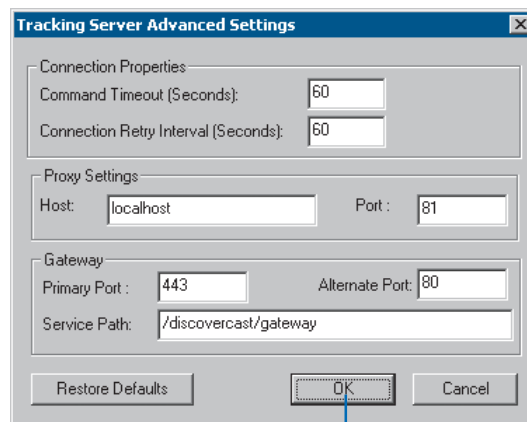 Tracking Server Advanced Settings
Connection Properties
Command Timeout (Seconds): 60
Connection Retry Interval (Seconds): 60
Proxy Settings
Host: localhost Port : 81
Gateway
Primary Port : 443 Alternate Port: 80
Service Path: /discovercast/gateway
Restore Defaults OK Cancel